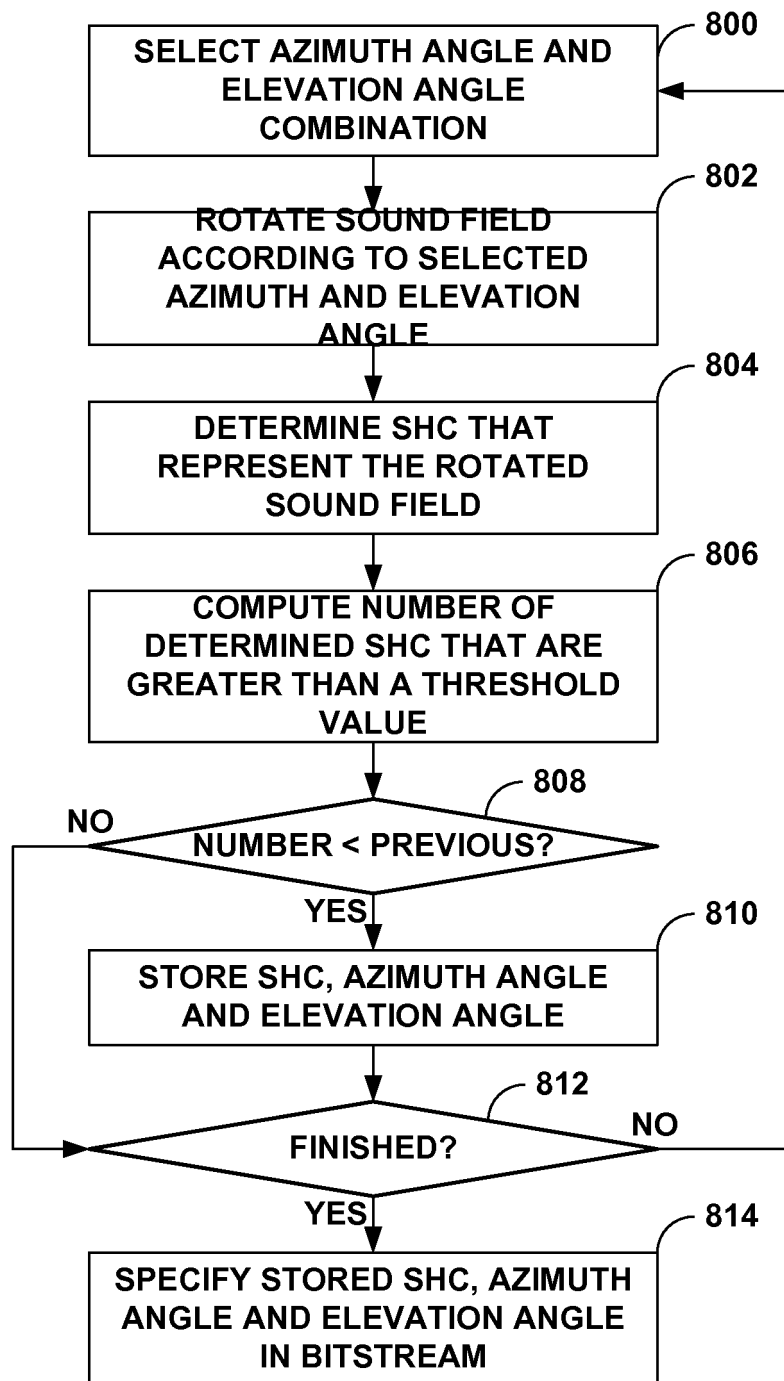 800
SELECT AZIMUTH ANGLE AND
ELEVATION ANGLE
COMBINATION
802
ROTATE SOUND FIELD
ACCORDING TO SELECTED
AZIMUTH AND ELEVATION
ANGLE
804
DETERMINE SHC THAT
REPRESENT THE ROTATED
SOUND FIELD
806
COMPUTE NUMBER OF
DETERMINED SHC THAT ARE
GREATER THAN A THRESHOLD
VALUE
808
NO
NUMBER < PREVIOUS?
YES
810
STORE SHC, AZIMUTH ANGLE
AND ELEVATION ANGLE
812
FINISHED?
NO
YES
814
SPECIFY STORED SHC, AZIMUTH
ANGLE AND ELEVATION ANGLE
IN BITSTREAM